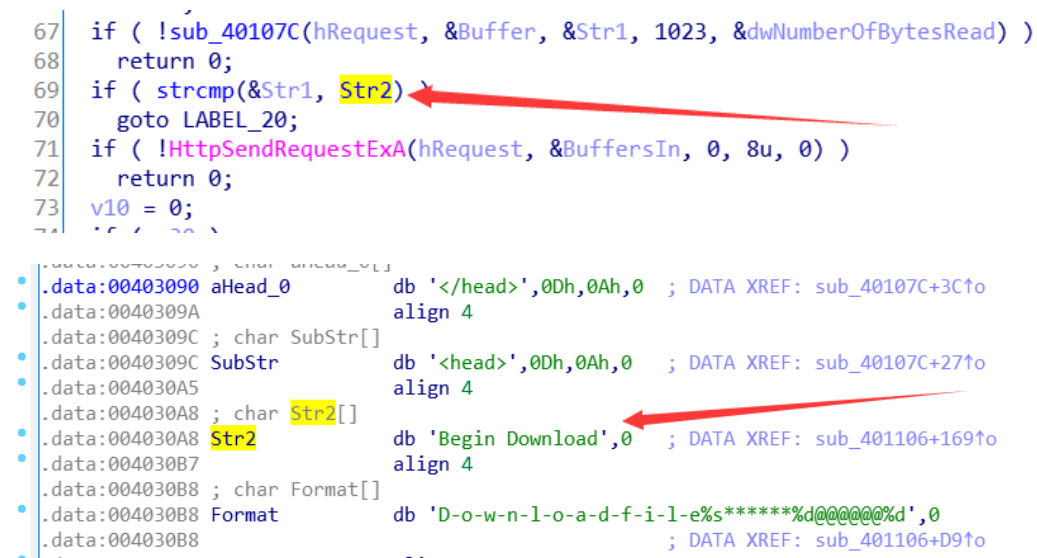 67 if ( !sub_40107C(hRequest, &Buffer, &Str1, 1023, &dwNumberOfBytesRead) )
68 return 0;
69 if ( strcmp(&Str1, Str2) )
70 goto LABEL_20;
71 if ( !HttpSendRequestExA(hRequest, &BuffersIn, 0, 8u, 0) )
72 return 0;
73 v10 = 0;
.data:00403090 aHead_0 db '</head>',0Dh,0Ah,0 ; DATA XREF: sub_40107C+3C↑o
.data:0040309A align 4
.data:0040309C ; char SubStr[]
.data:0040309C SubStr db '<head>',0Dh,0Ah,0 ; DATA XREF: sub_40107C+27↑o
.data:004030A5 align 4
.data:004030A8 ; char Str2[]
.data:004030A8 Str2 db 'Begin Download',0 ; DATA XREF: sub_401106+169↑o
.data:004030B7 align 4
.data:004030B8 ; char Format[]
.data:004030B8 Format db 'D-o-w-n-l-o-a-d-f-i-l-e%s******%d@@@@@@%d',0
.data:004030B8 ; DATA XREF: sub_401106+D9↑o